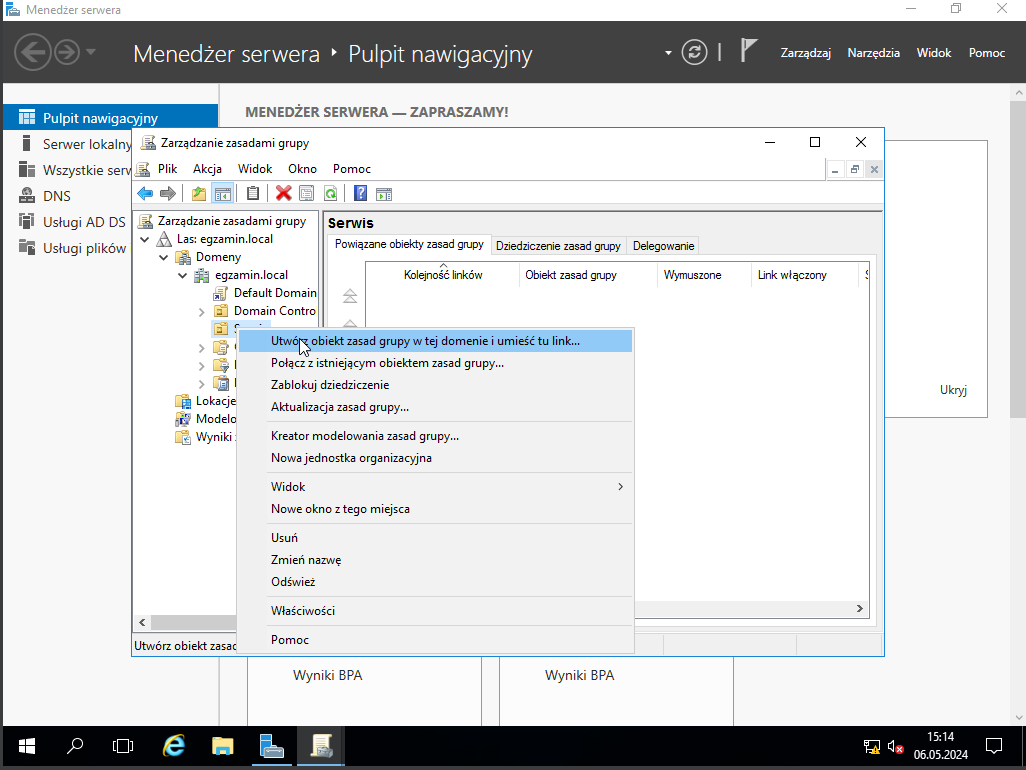 Menedżer serwera
Menedżer serwera
Pulpit nawigacyjny
Zarządzaj
Narzędzia
Widok
Pomoc
Pulpit nawigacyjny
MENEDŻER SERWERA — ZAPRASZAMY!
Serwer lokalny
Wszystkie serw
DNS
Usługi AD DS
Usługi plików
Zarządzanie zasadami grupy
Plik
Akcja
Widok
Okno
Pomoc
Zarządzanie zasadami grupy
Las: egzamin.local
Domeny
egzamin.local
Default Domain
Domain Contro
Lokacje
Modelo
Wyniki
Serwis
Powiązane obiekty zasad grupy
Dziedziczenie zasad grupy
Delegowanie
Kolejność linków
Obiekt zasad grupy
Wymuszone
Link włączony
Utwórz obiekt zasad grupy w tej domenie i umieść tu link...
Połącz z istniejącym obiektem zasad grupy...
Zablokuj dziedziczenie
Aktualizacja zasad grupy...
Kreator modelowania zasad grupy...
Nowa jednostka organizacyjna
Widok
Nowe okno z tego miejsca
Usuń
Zmień nazwę
Odśwież
Właściwości
Pomoc
Utwórz obiekt zasad
Ukryj
Wyniki BPA
Wyniki BPA
15:14
06.05.2024